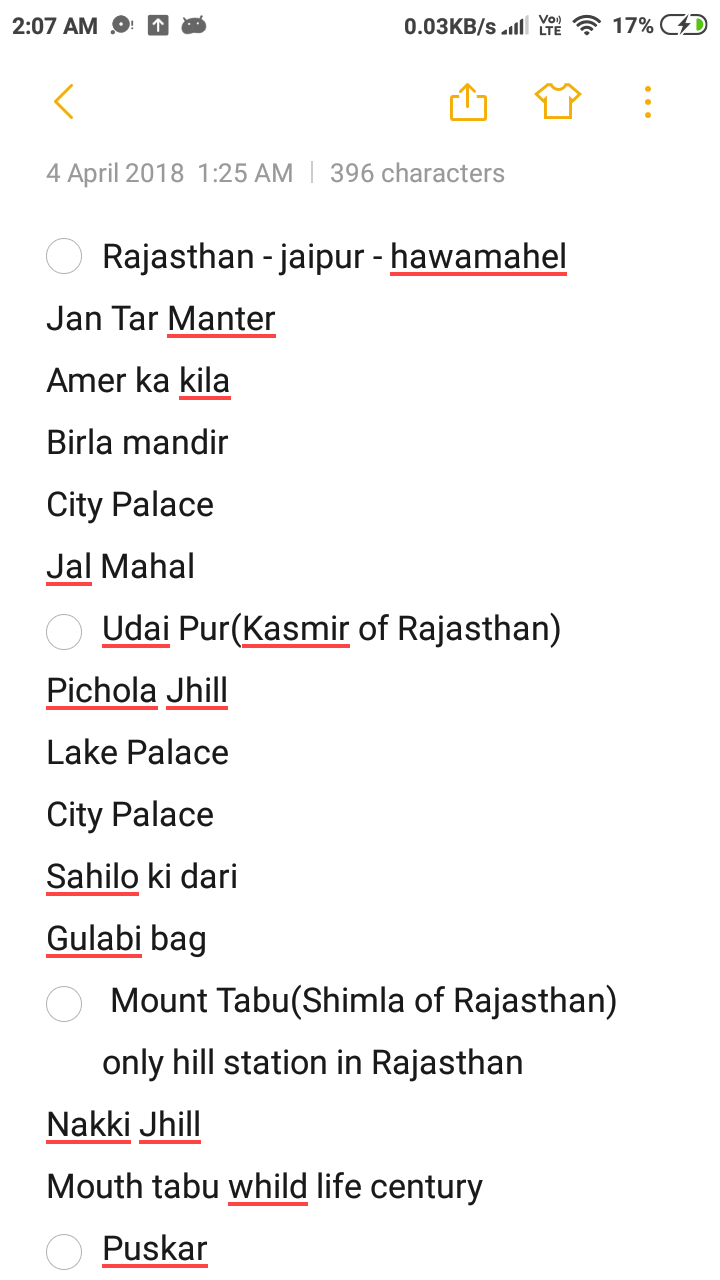 2:07 AM 0.03KB/s VoLTE 17%
4 April 2018 1:25 AM | 396 characters
Rajasthan - jaipur - hawamahel
Jan Tar Manter
Amer ka kila
Birla mandir
City Palace
Jal Mahal
Udai Pur(Kasmir of Rajasthan)
Pichola Jhill
Lake Palace
City Palace
Sahilo ki dari
Gulabi bag
Mount Tabu(Shimla of Rajasthan)
only hill station in Rajasthan
Nakki Jhill
Mouth tabu whild life century
Puskar